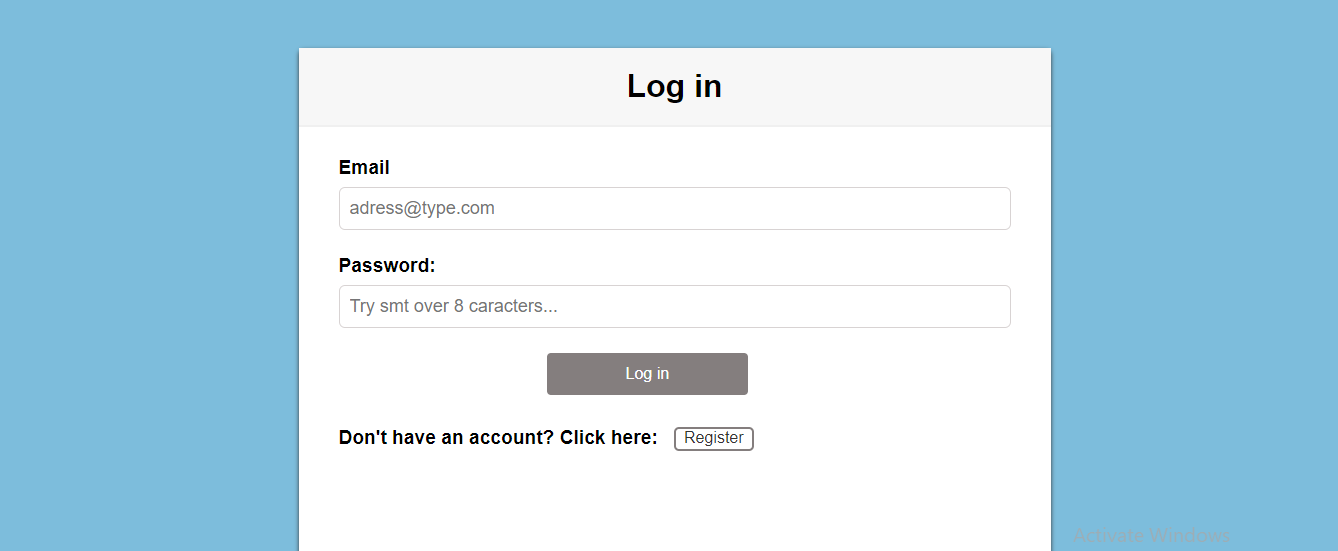 Log in
Email
adress@type.com
Password:
Try smt over 8 caracters...
Log in
Don't have an account? Click here: Register
Activate Windows